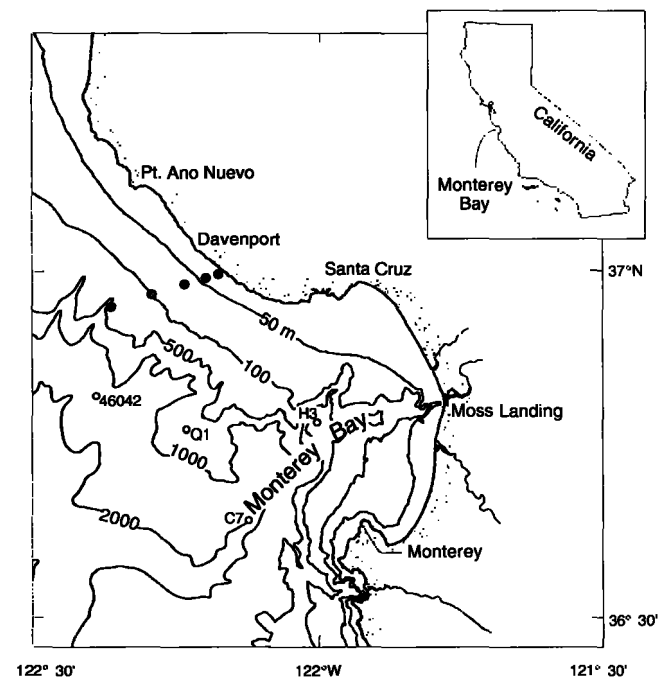 California
Monterey
Bay
Pt. Ano Nuevo
Davenport
Santa Cruz
37°N
50 m
500
100
46042
H3
Q1
Moss Landing
1000
Monterey Bay
2000
C7
Monterey
36° 30'
122° 30'
122°W
121° 30'